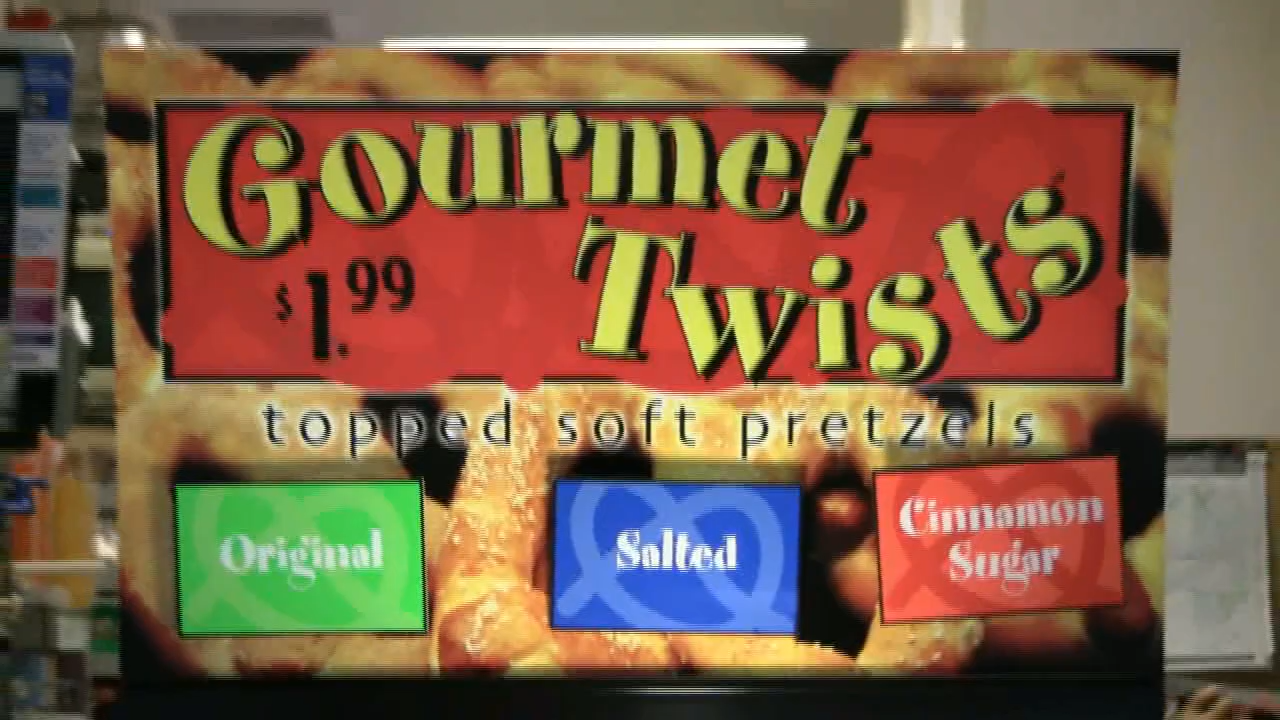 Gourmet
Twists
$1.99
topped soft pretzels
Original
Salted
Cinnamon
Sugar